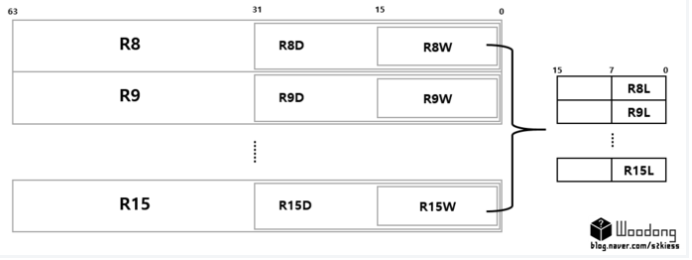 63 31 15 0
R8 R8D R8W
15 7 0
R8L
R9 R9D R9W
R9L
R15L
R15 R15D R15W
Woodong
blog.naver.com/s2kiess